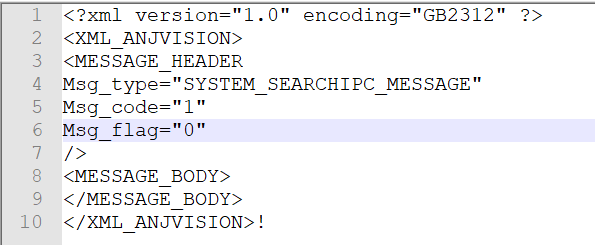 1 <?xml version="1.0" encoding="GB2312" ?>
2 <XML_ANJVISION>
3 <MESSAGE_HEADER
4 Msg_type="SYSTEM_SEARCHIPC_MESSAGE"
5 Msg_code="1"
6 Msg_flag="0"
7 />
8 <MESSAGE_BODY>
9 </MESSAGE_BODY>
10 </XML_ANJVISION>!